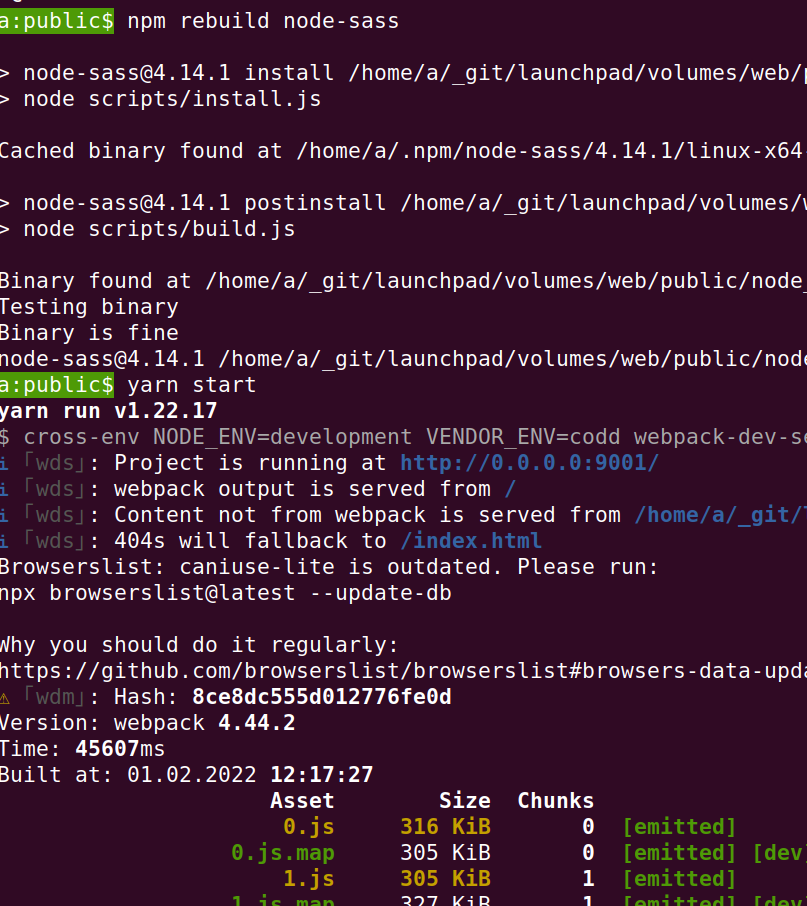 a:public$ npm rebuild node-sass
> node-sass@4.14.1 install /home/a/_git/launchpad/volumes/web/p
> node scripts/install.js
Cached binary found at /home/a/.npm/node-sass/4.14.1/linux-x64-
> node-sass@4.14.1 postinstall /home/a/_git/launchpad/volumes/w
> node scripts/build.js
Binary found at /home/a/_git/launchpad/volumes/web/public/node_
Testing binary
Binary is fine
node-sass@4.14.1 /home/a/_git/launchpad/volumes/web/public/node
a:public$ yarn start
yarn run v1.22.17
$ cross-env NODE_ENV=development VENDOR_ENV=codd webpack-dev-se
ℹ ｢wds｣: Project is running at http://0.0.0.0:9001/
ℹ ｢wds｣: webpack output is served from /
ℹ ｢wds｣: Content not from webpack is served from /home/a/_git/l
ℹ ｢wds｣: 404s will fallback to /index.html
Browserslist: caniuse-lite is outdated. Please run:
npx browserslist@latest --update-db
Why you should do it regularly:
https://github.com/browserslist/browserslist#browsers-data-upda
⚠ ｢wdm｣: Hash: 8ce8dc555d012776fe0d
Version: webpack 4.44.2
Time: 45607ms
Built at: 01.02.2022 12:17:27
Asset Size Chunks
0.js 316 KiB 0 [emitted]
0.js.map 305 KiB 0 [emitted] [dev]
1.js 305 KiB 1 [emitted]
1.js.map 327 KiB 1 [emitted] [dev]